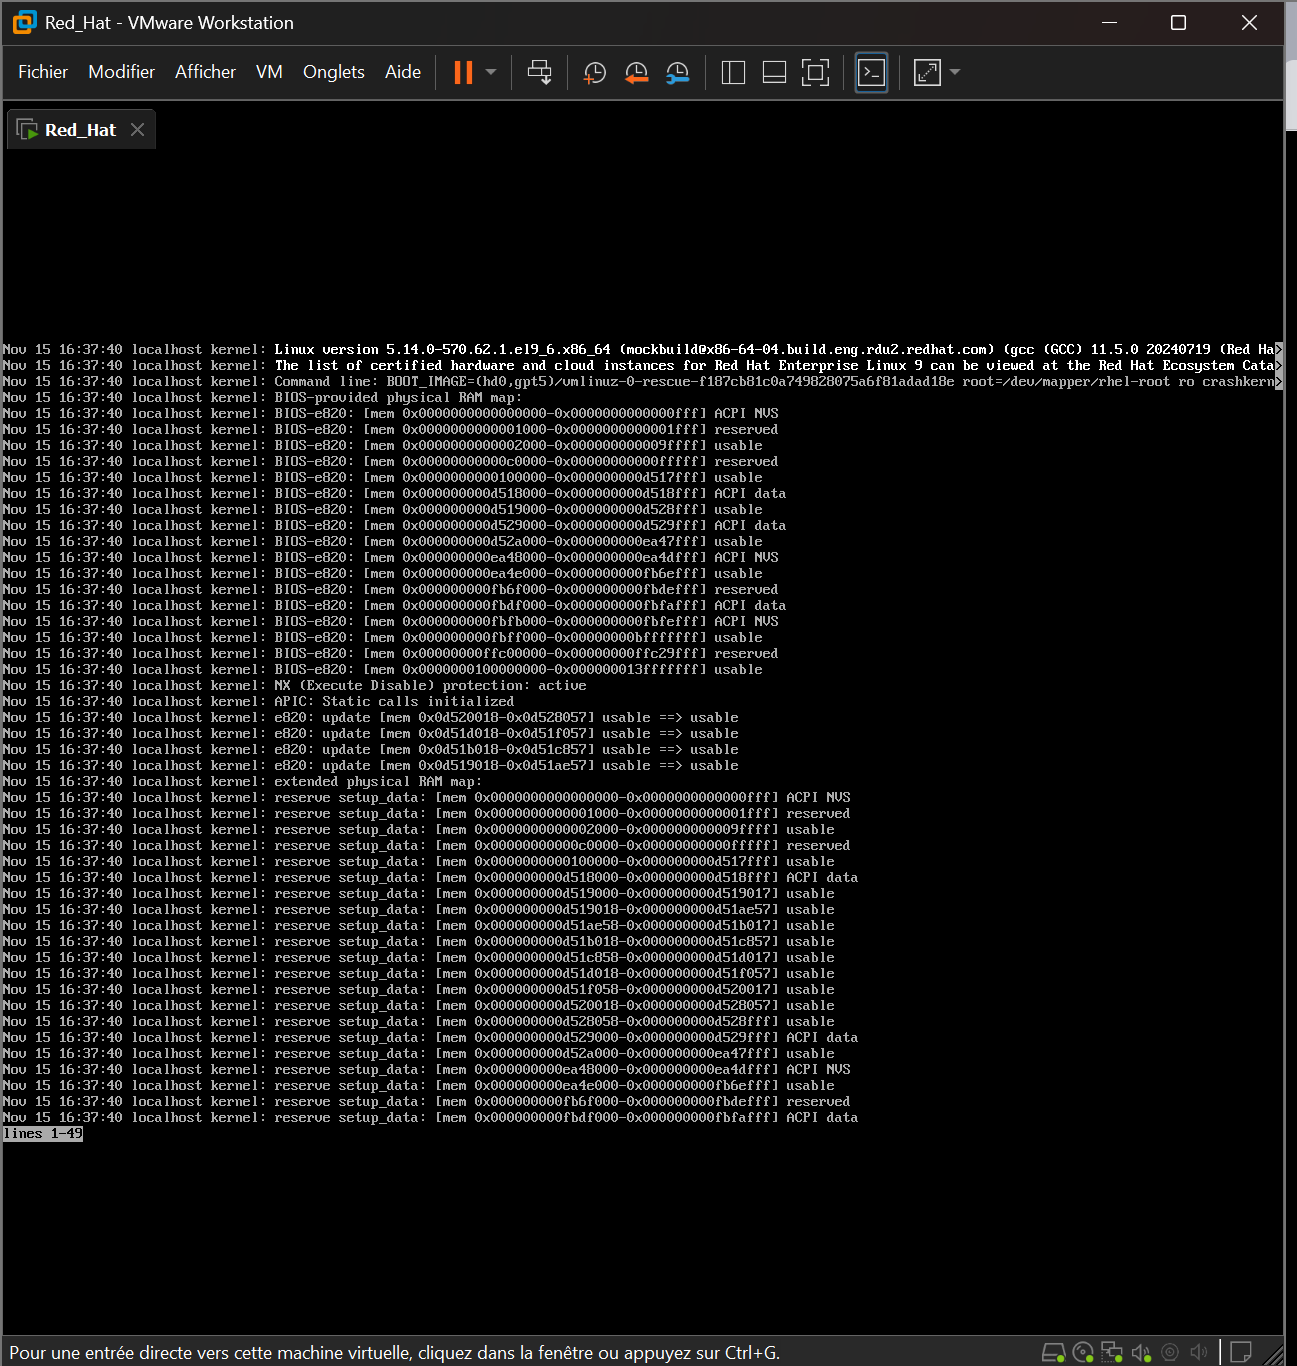 Red_Hat - VMware Workstation
Fichier Modifier Afficher VM Onglets Aide
Red_Hat
Nov 15 16:37:40 localhost kernel: Linux version 5.14.0-570.62.1.el9_6.x86_64 (mockbuild@x86-64-04.build.eng.rdu2.redhat.com) (gcc (GCC) 11.5.0 20240719 (Red Ha>
Nov 15 16:37:40 localhost kernel: The list of certified hardware and cloud instances for Red Hat Enterprise Linux 9 can be viewed at the Red Hat Ecosystem Cata>
Nov 15 16:37:40 localhost kernel: Command line: BOOT_IMAGE=(hd0,gpt5)/vmlinuz-0-rescue-f187cb81c0a749828075a6f81adad18e root=/dev/mapper/rhel-root ro crashkern>
Nov 15 16:37:40 localhost kernel: BIOS-provided physical RAM map:
Nov 15 16:37:40 localhost kernel: BIOS-e820: [mem 0x0000000000000000-0x0000000000000fff] ACPI NVS
Nov 15 16:37:40 localhost kernel: BIOS-e820: [mem 0x0000000000001000-0x0000000000001fff] reserved
Nov 15 16:37:40 localhost kernel: BIOS-e820: [mem 0x0000000000002000-0x000000000009ffff] usable
Nov 15 16:37:40 localhost kernel: BIOS-e820: [mem 0x00000000000c0000-0x00000000000fffff] reserved
Nov 15 16:37:40 localhost kernel: BIOS-e820: [mem 0x0000000000100000-0x000000000d517fff] usable
Nov 15 16:37:40 localhost kernel: BIOS-e820: [mem 0x000000000d518000-0x000000000d518fff] ACPI data
Nov 15 16:37:40 localhost kernel: BIOS-e820: [mem 0x000000000d519000-0x000000000d528fff] usable
Nov 15 16:37:40 localhost kernel: BIOS-e820: [mem 0x000000000d529000-0x000000000d529fff] ACPI data
Nov 15 16:37:40 localhost kernel: BIOS-e820: [mem 0x000000000d52a000-0x000000000ea47fff] usable
Nov 15 16:37:40 localhost kernel: BIOS-e820: [mem 0x000000000ea48000-0x000000000ea4dfff] ACPI NVS
Nov 15 16:37:40 localhost kernel: BIOS-e820: [mem 0x000000000ea4e000-0x000000000fb6efff] usable
Nov 15 16:37:40 localhost kernel: BIOS-e820: [mem 0x000000000fb6f000-0x000000000fbdefff] reserved
Nov 15 16:37:40 localhost kernel: BIOS-e820: [mem 0x000000000fbdf000-0x000000000fbfafff] ACPI data
Nov 15 16:37:40 localhost kernel: BIOS-e820: [mem 0x000000000fbfb000-0x000000000fbfefff] ACPI NVS
Nov 15 16:37:40 localhost kernel: BIOS-e820: [mem 0x000000000fbff000-0x00000000bfffffff] usable
Nov 15 16:37:40 localhost kernel: BIOS-e820: [mem 0x00000000ffc00000-0x00000000ffc29fff] reserved
Nov 15 16:37:40 localhost kernel: BIOS-e820: [mem 0x0000000100000000-0x000000013fffffff] usable
Nov 15 16:37:40 localhost kernel: NX (Execute Disable) protection: active
Nov 15 16:37:40 localhost kernel: APIC: Static calls initialized
Nov 15 16:37:40 localhost kernel: e820: update [mem 0x0d520018-0x0d528057] usable ==> usable
Nov 15 16:37:40 localhost kernel: e820: update [mem 0x0d51d018-0x0d51f057] usable ==> usable
Nov 15 16:37:40 localhost kernel: e820: update [mem 0x0d51b018-0x0d51c857] usable ==> usable
Nov 15 16:37:40 localhost kernel: e820: update [mem 0x0d519018-0x0d51ae57] usable ==> usable
Nov 15 16:37:40 localhost kernel: extended physical RAM map:
Nov 15 16:37:40 localhost kernel: reserve setup_data: [mem 0x0000000000000000-0x0000000000000fff] ACPI NVS
Nov 15 16:37:40 localhost kernel: reserve setup_data: [mem 0x0000000000001000-0x0000000000001fff] reserved
Nov 15 16:37:40 localhost kernel: reserve setup_data: [mem 0x0000000000002000-0x000000000009ffff] usable
Nov 15 16:37:40 localhost kernel: reserve setup_data: [mem 0x00000000000c0000-0x00000000000fffff] reserved
Nov 15 16:37:40 localhost kernel: reserve setup_data: [mem 0x0000000000100000-0x000000000d517fff] usable
Nov 15 16:37:40 localhost kernel: reserve setup_data: [mem 0x000000000d518000-0x000000000d518fff] ACPI data
Nov 15 16:37:40 localhost kernel: reserve setup_data: [mem 0x000000000d519000-0x000000000d519017] usable
Nov 15 16:37:40 localhost kernel: reserve setup_data: [mem 0x000000000d519018-0x000000000d51ae57] usable
Nov 15 16:37:40 localhost kernel: reserve setup_data: [mem 0x000000000d51ae58-0x000000000d51b017] usable
Nov 15 16:37:40 localhost kernel: reserve setup_data: [mem 0x000000000d51b018-0x000000000d51c857] usable
Nov 15 16:37:40 localhost kernel: reserve setup_data: [mem 0x000000000d51c858-0x000000000d51d017] usable
Nov 15 16:37:40 localhost kernel: reserve setup_data: [mem 0x000000000d51d018-0x000000000d51f057] usable
Nov 15 16:37:40 localhost kernel: reserve setup_data: [mem 0x000000000d51f058-0x000000000d520017] usable
Nov 15 16:37:40 localhost kernel: reserve setup_data: [mem 0x000000000d520018-0x000000000d528057] usable
Nov 15 16:37:40 localhost kernel: reserve setup_data: [mem 0x000000000d528058-0x000000000d528fff] usable
Nov 15 16:37:40 localhost kernel: reserve setup_data: [mem 0x000000000d529000-0x000000000d529fff] ACPI data
Nov 15 16:37:40 localhost kernel: reserve setup_data: [mem 0x000000000d52a000-0x000000000ea47fff] usable
Nov 15 16:37:40 localhost kernel: reserve setup_data: [mem 0x000000000ea48000-0x000000000ea4dfff] ACPI NVS
Nov 15 16:37:40 localhost kernel: reserve setup_data: [mem 0x000000000ea4e000-0x000000000fb6efff] usable
Nov 15 16:37:40 localhost kernel: reserve setup_data: [mem 0x000000000fb6f000-0x000000000fbdefff] reserved
Nov 15 16:37:40 localhost kernel: reserve setup_data: [mem 0x000000000fbdf000-0x000000000fbfafff] ACPI data
lines 1-49
Pour une entrée directe vers cette machine virtuelle, cliquez dans la fenêtre ou appuyez sur Ctrl+G.